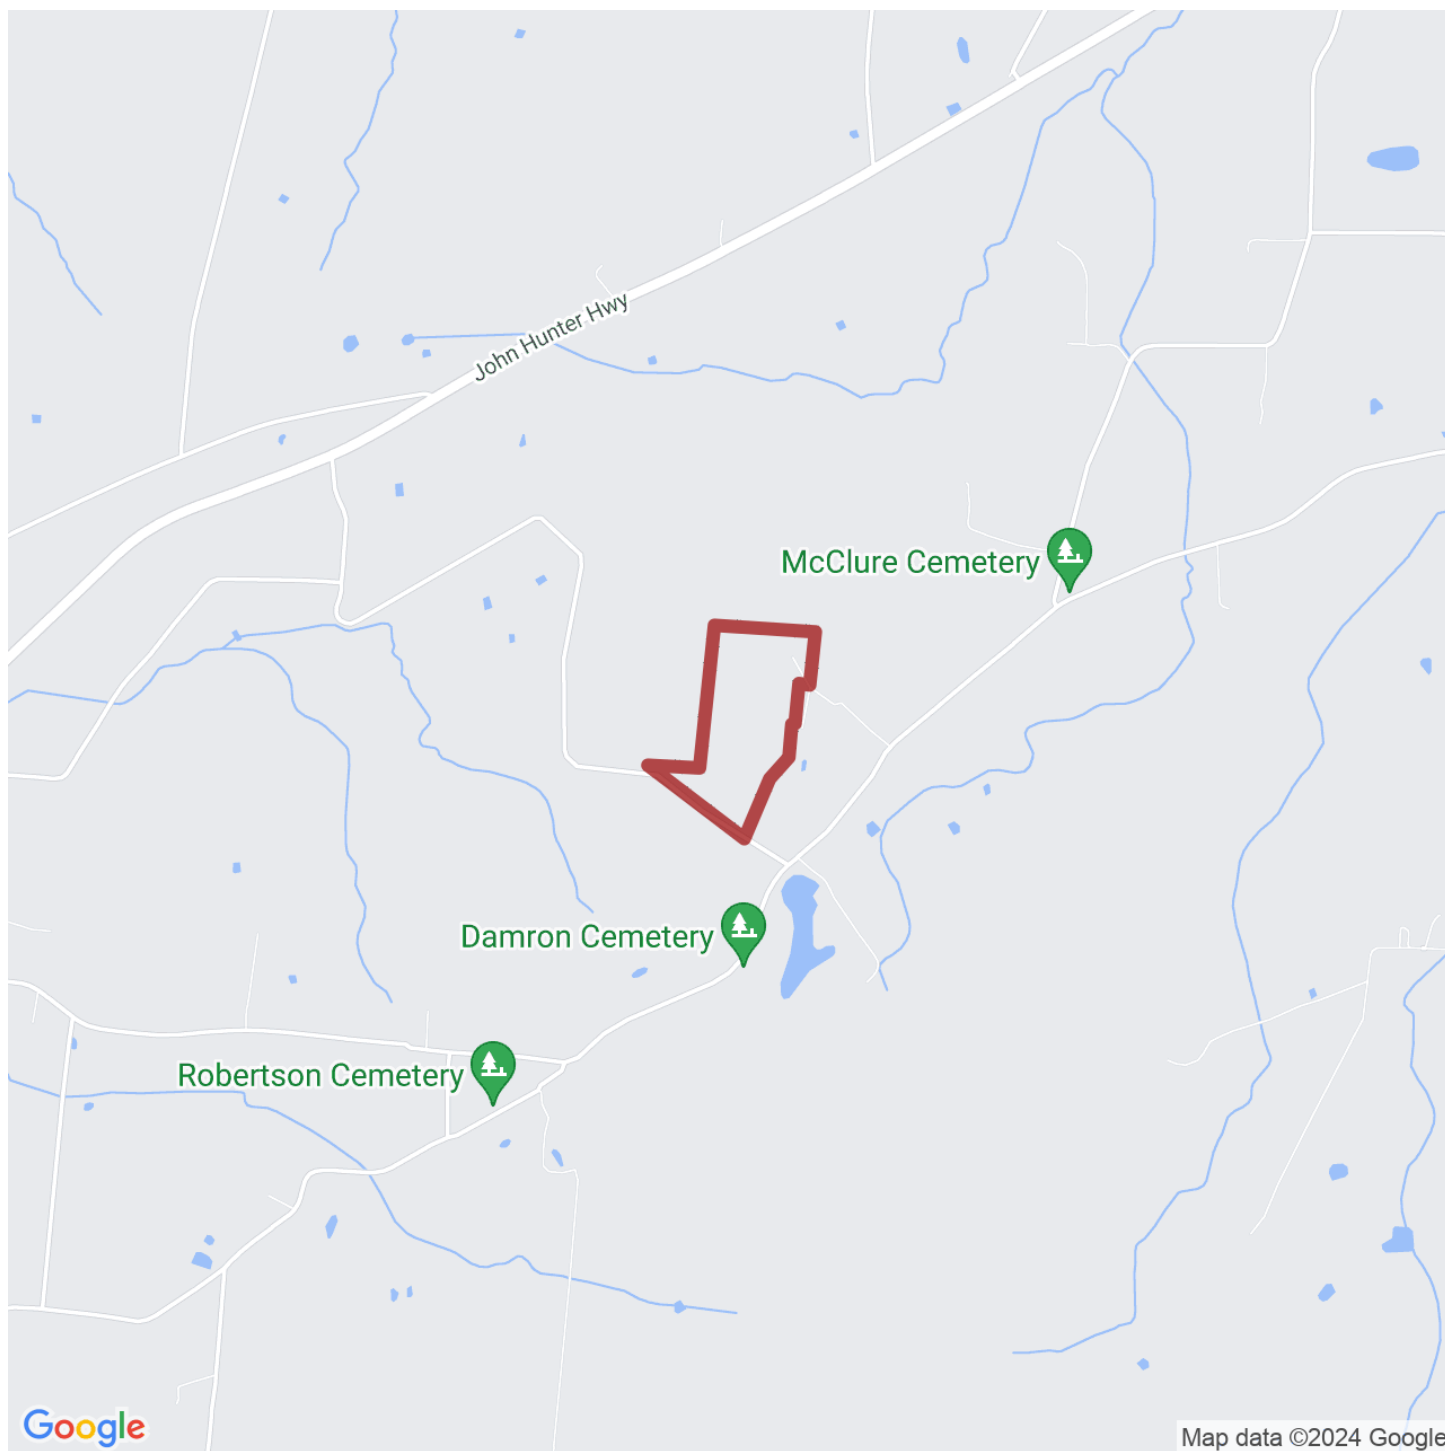 John Hunter Hwy
McClure Cemetery
Damron Cemetery
Robertson Cemetery
Google
Map data ©2024 Google